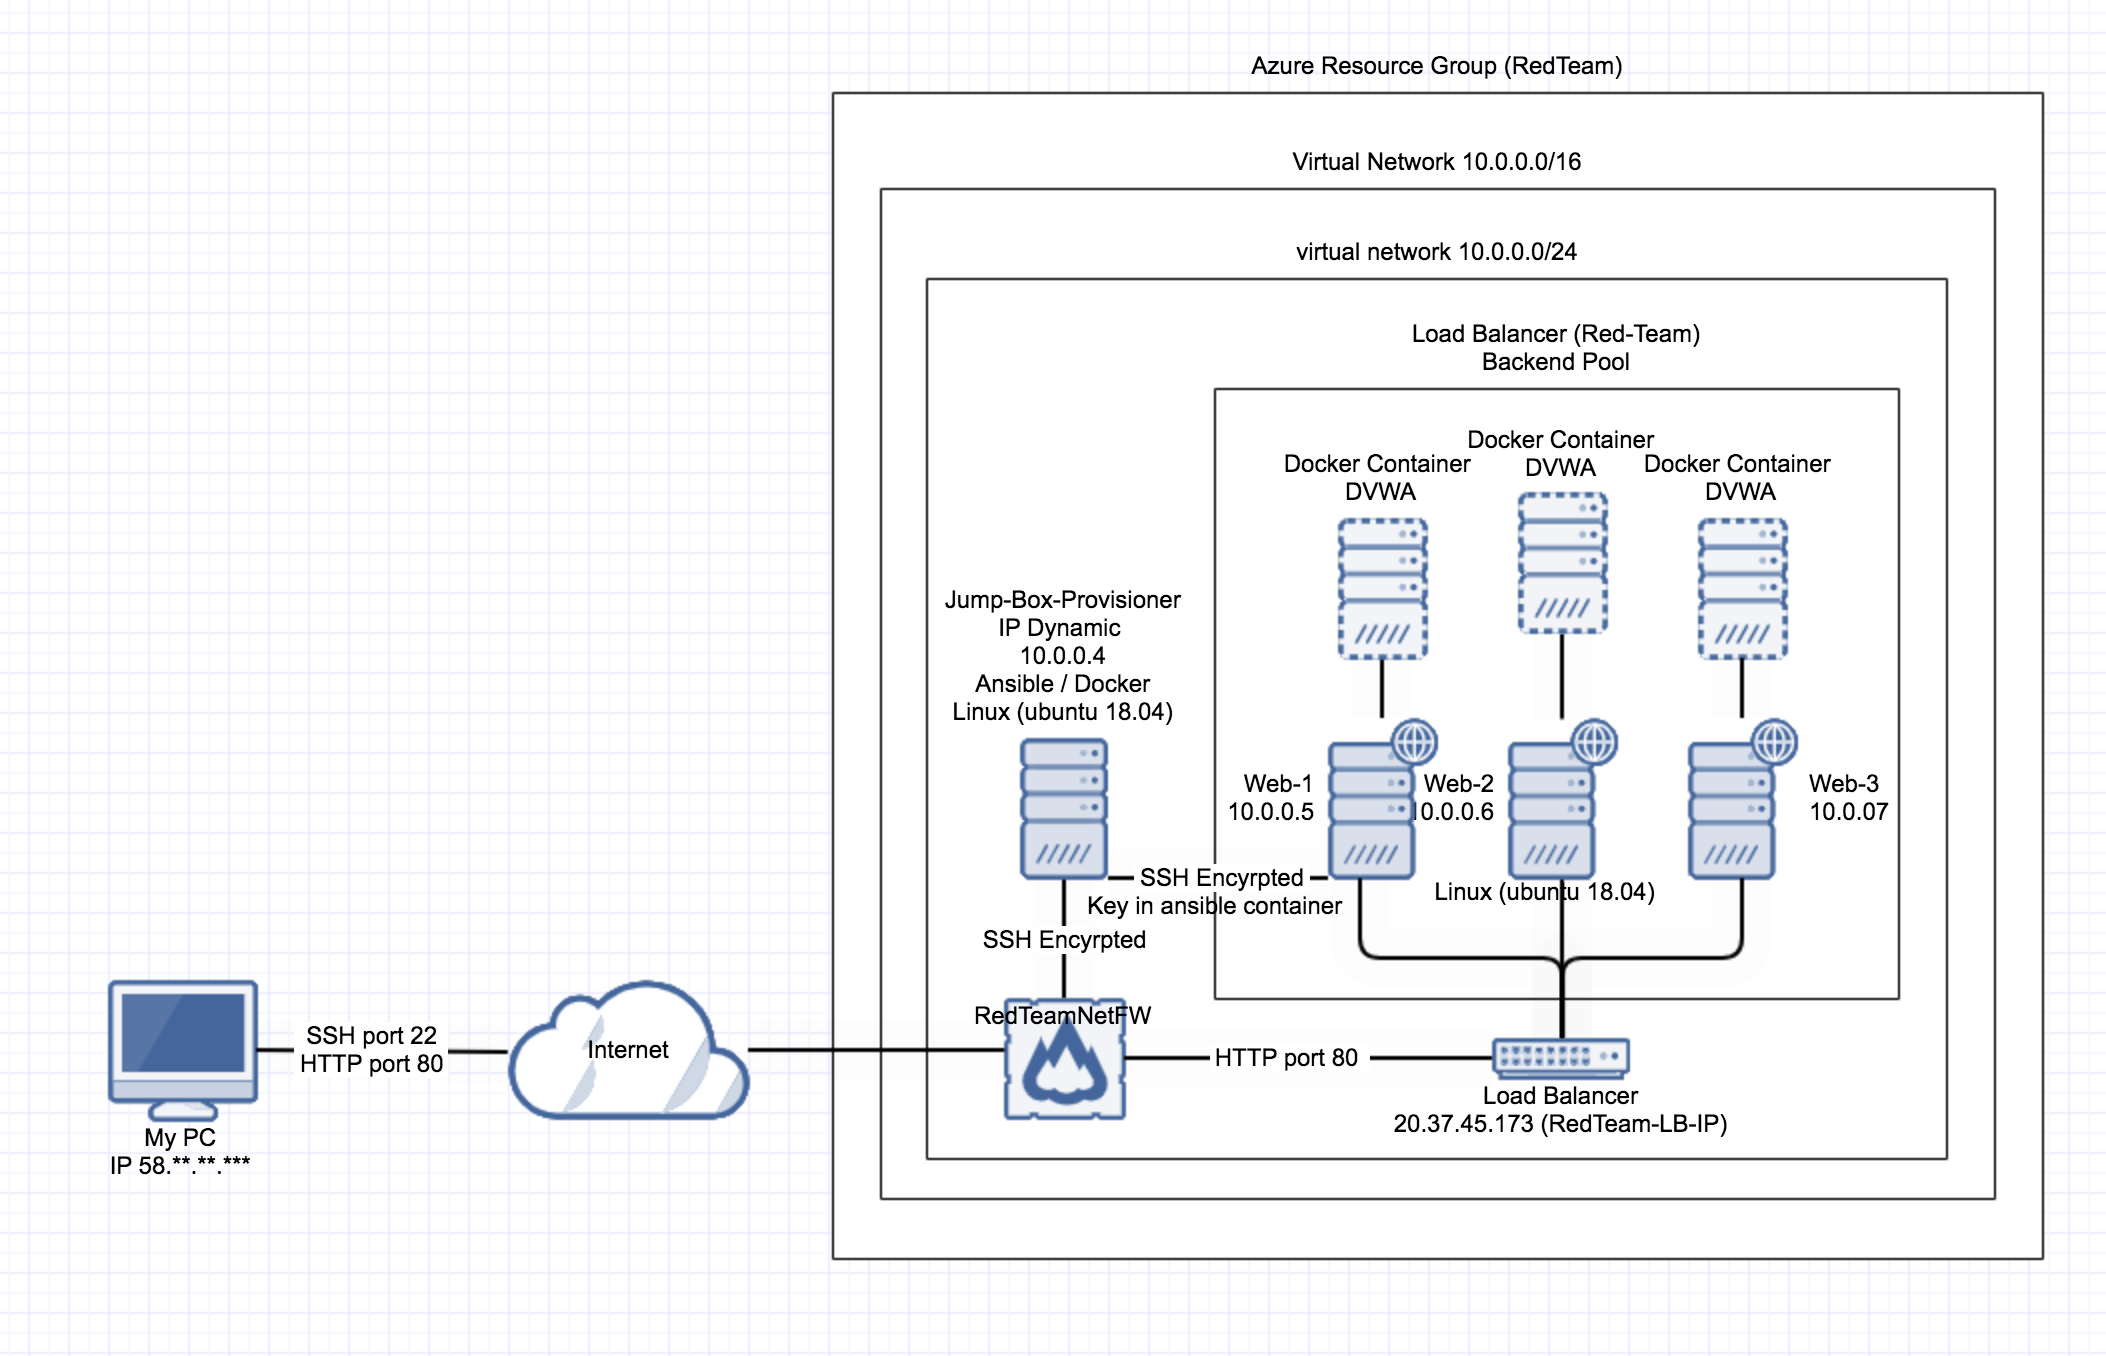 Azure Resource Group (RedTeam)
Virtual Network 10.0.0.0/16
virtual network 10.0.0.0/24
Load Balancer (Red-Team)
Backend Pool
Docker Container
DVWA
Docker Container
DVWA
Docker Container
DVWA
Jump-Box-Provisioner
IP Dynamic
10.0.0.4
Ansible / Docker
Linux (ubuntu 18.04)
Web-1
10.0.0.5
Web-2
10.0.0.6
Web-3
10.0.07
Linux (ubuntu 18.04)
SSH Encyrpted
Key in ansible container
SSH Encyrpted
RedTeamNetFW
SSH port 22
HTTP port 80
Internet
HTTP port 80
My PC
IP 58.**.**.***
Load Balancer
20.37.45.173 (RedTeam-LB-IP)